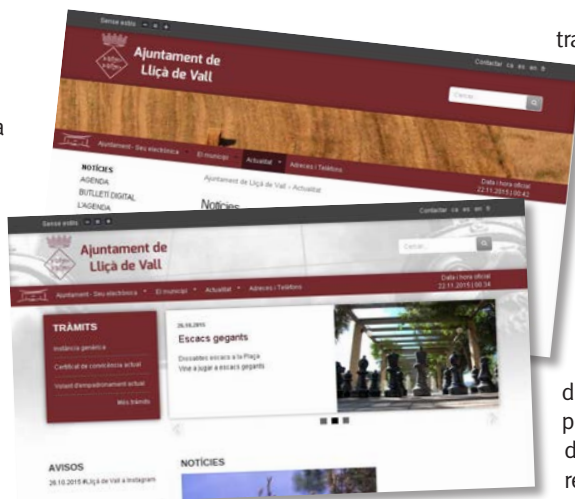 tra
a
Sense estils - = +
Contactar ca es en fr
Ajuntament de
Lliçà de Vall
Cercar...
Ajuntament - Seu electrònica El municipi Actualitat Adreces i Telèfons
Data i hora oficial
22.11.2015 | 00:42
NOTÍCIES
AGENDA
BUTLLETÍ DIGITAL
L'AGENDA
Ajuntament de Lliçà de Vall › Actualitat
Notícies
Sense estils - = +
Contactar ca es en fr
Ajuntament de
Lliçà de Vall
Cercar...
Ajuntament - Seu electrònica El municipi Actualitat Adreces i Telèfons
Data i hora oficial
22.11.2015 | 00:34
TRÀMITS
Instància genèrica
Certificat de convivència actual
Volant d'empadronament actual
Més tràmits
26.10.2015
Escacs gegants
Dissabtes escacs a la Plaça.
Vine a jugar a escacs gegants
AVISOS
26.10.2015 #Lliçà de Vall a Instagram
NOTÍCIES
d
p
d
re